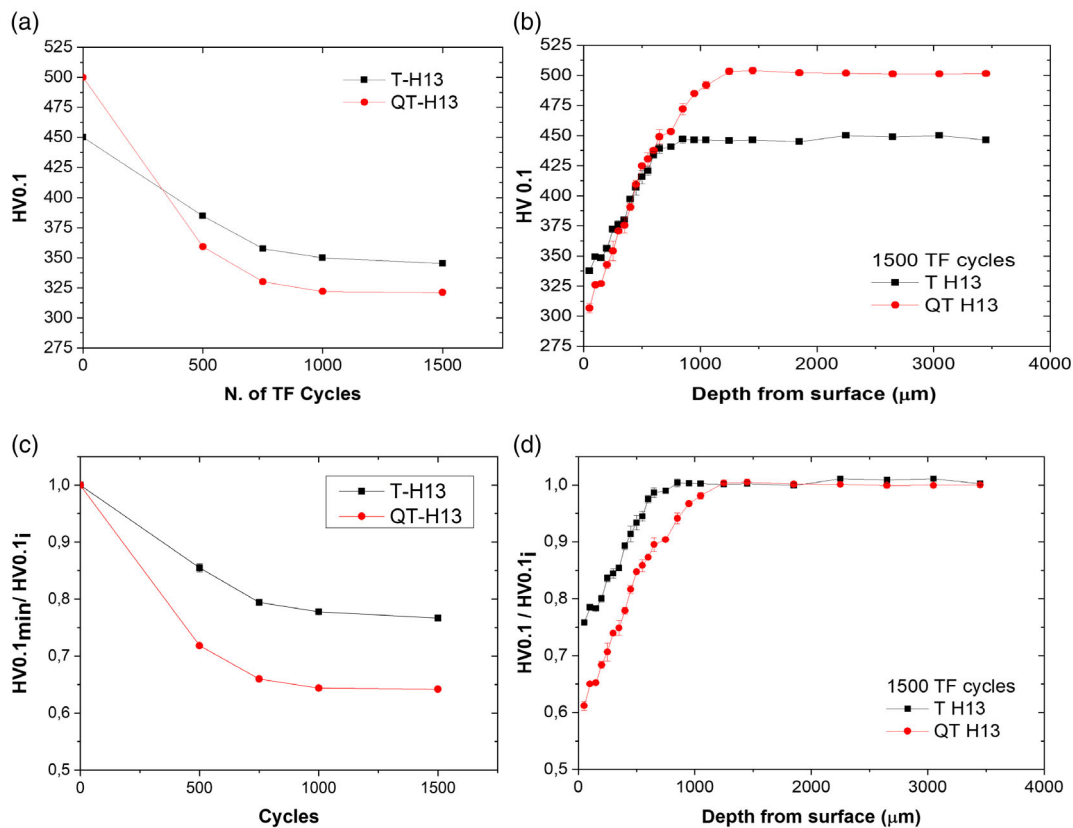 (a)
525
500
475
450
425
400
375
350
325
300
275
HV0.1
T-H13
QT-H13
0
500
1000
1500
N. of TF Cycles
(b)
525
500
475
450
425
400
375
350
325
300
275
HV 0.1
1500 TF cycles
T H13
QT H13
0
1000
2000
3000
4000
Depth from surface (μm)
(c)
1,0
0,9
0,8
0,7
0,6
0,5
HV0.1min/ HV0.1i
T-H13
QT-H13
0
500
1000
1500
Cycles
(d)
1,0
0,9
0,8
0,7
0,6
0,5
HV0.1 / HV0.1i
1500 TF cycles
T H13
QT H13
0
1000
2000
3000
4000
Depth from surface (μm)